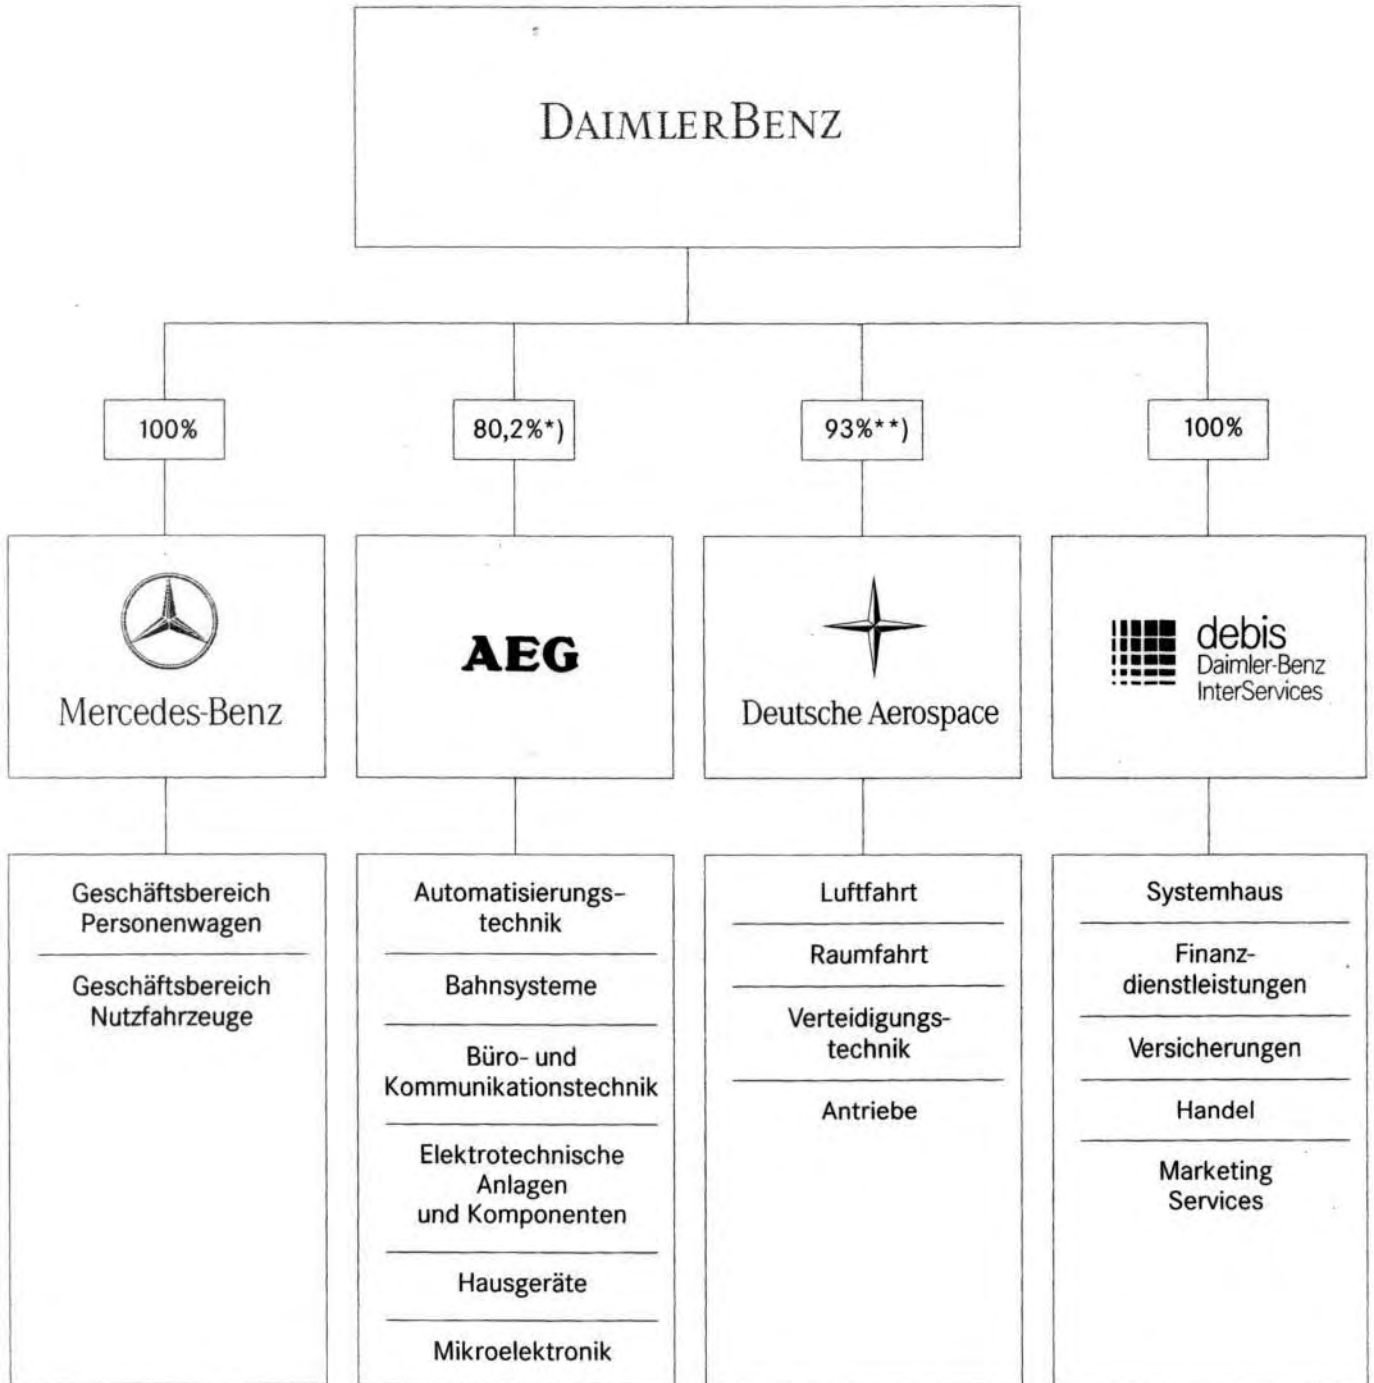 DAIMLERBENZ
100%
80,2%*)
93%**)
100%
Mercedes-Benz
AEG
Deutsche Aerospace
debis
Daimler-Benz
InterServices
Geschäftsbereich
Personenwagen
Geschäftsbereich
Nutzfahrzeuge
Automatisierungs-
technik
Bahnsysteme
Büro- und
Kommunikationstechnik
Elektrotechnische
Anlagen
und Komponenten
Hausgeräte
Mikroelektronik
Luftfahrt
Raumfahrt
Verteidigungs-
technik
Antriebe
Systemhaus
Finanz-
dienstleistungen
Versicherungen
Handel
Marketing
Services